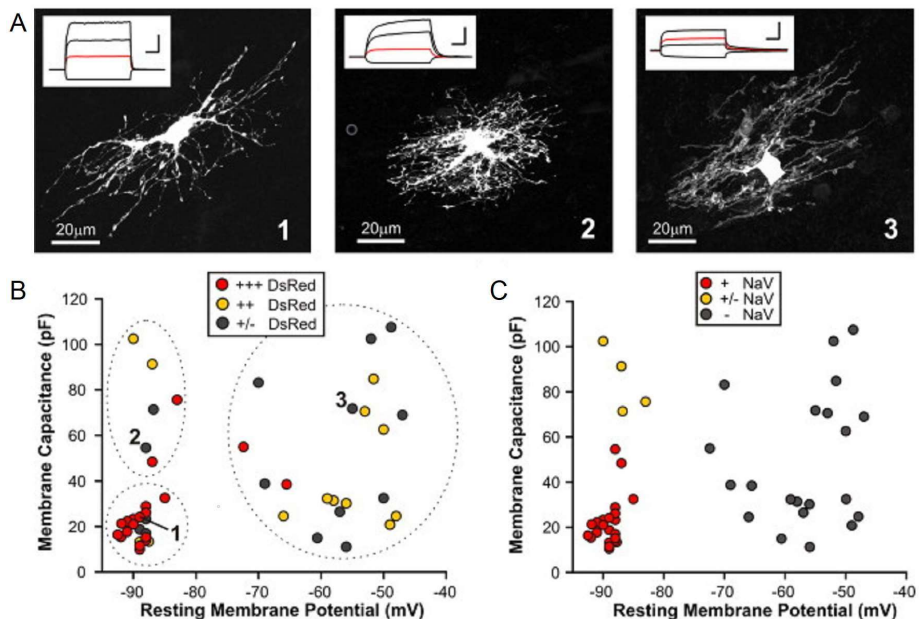 A
20μm
1
20μm
2
20μm
3
B
+++ DsRed
++ DsRed
+/- DsRed
Membrane Capacitance (pF)
120
100
80
60
40
20
0
3
2
1
-90 -80 -70 -60 -50 -40
Resting Membrane Potential (mV)
C
+ NaV
+/- NaV
- NaV
Membrane Capacitance (pF)
120
100
80
60
40
20
0
-90 -80 -70 -60 -50 -40
Resting Membrane Potential (mV)